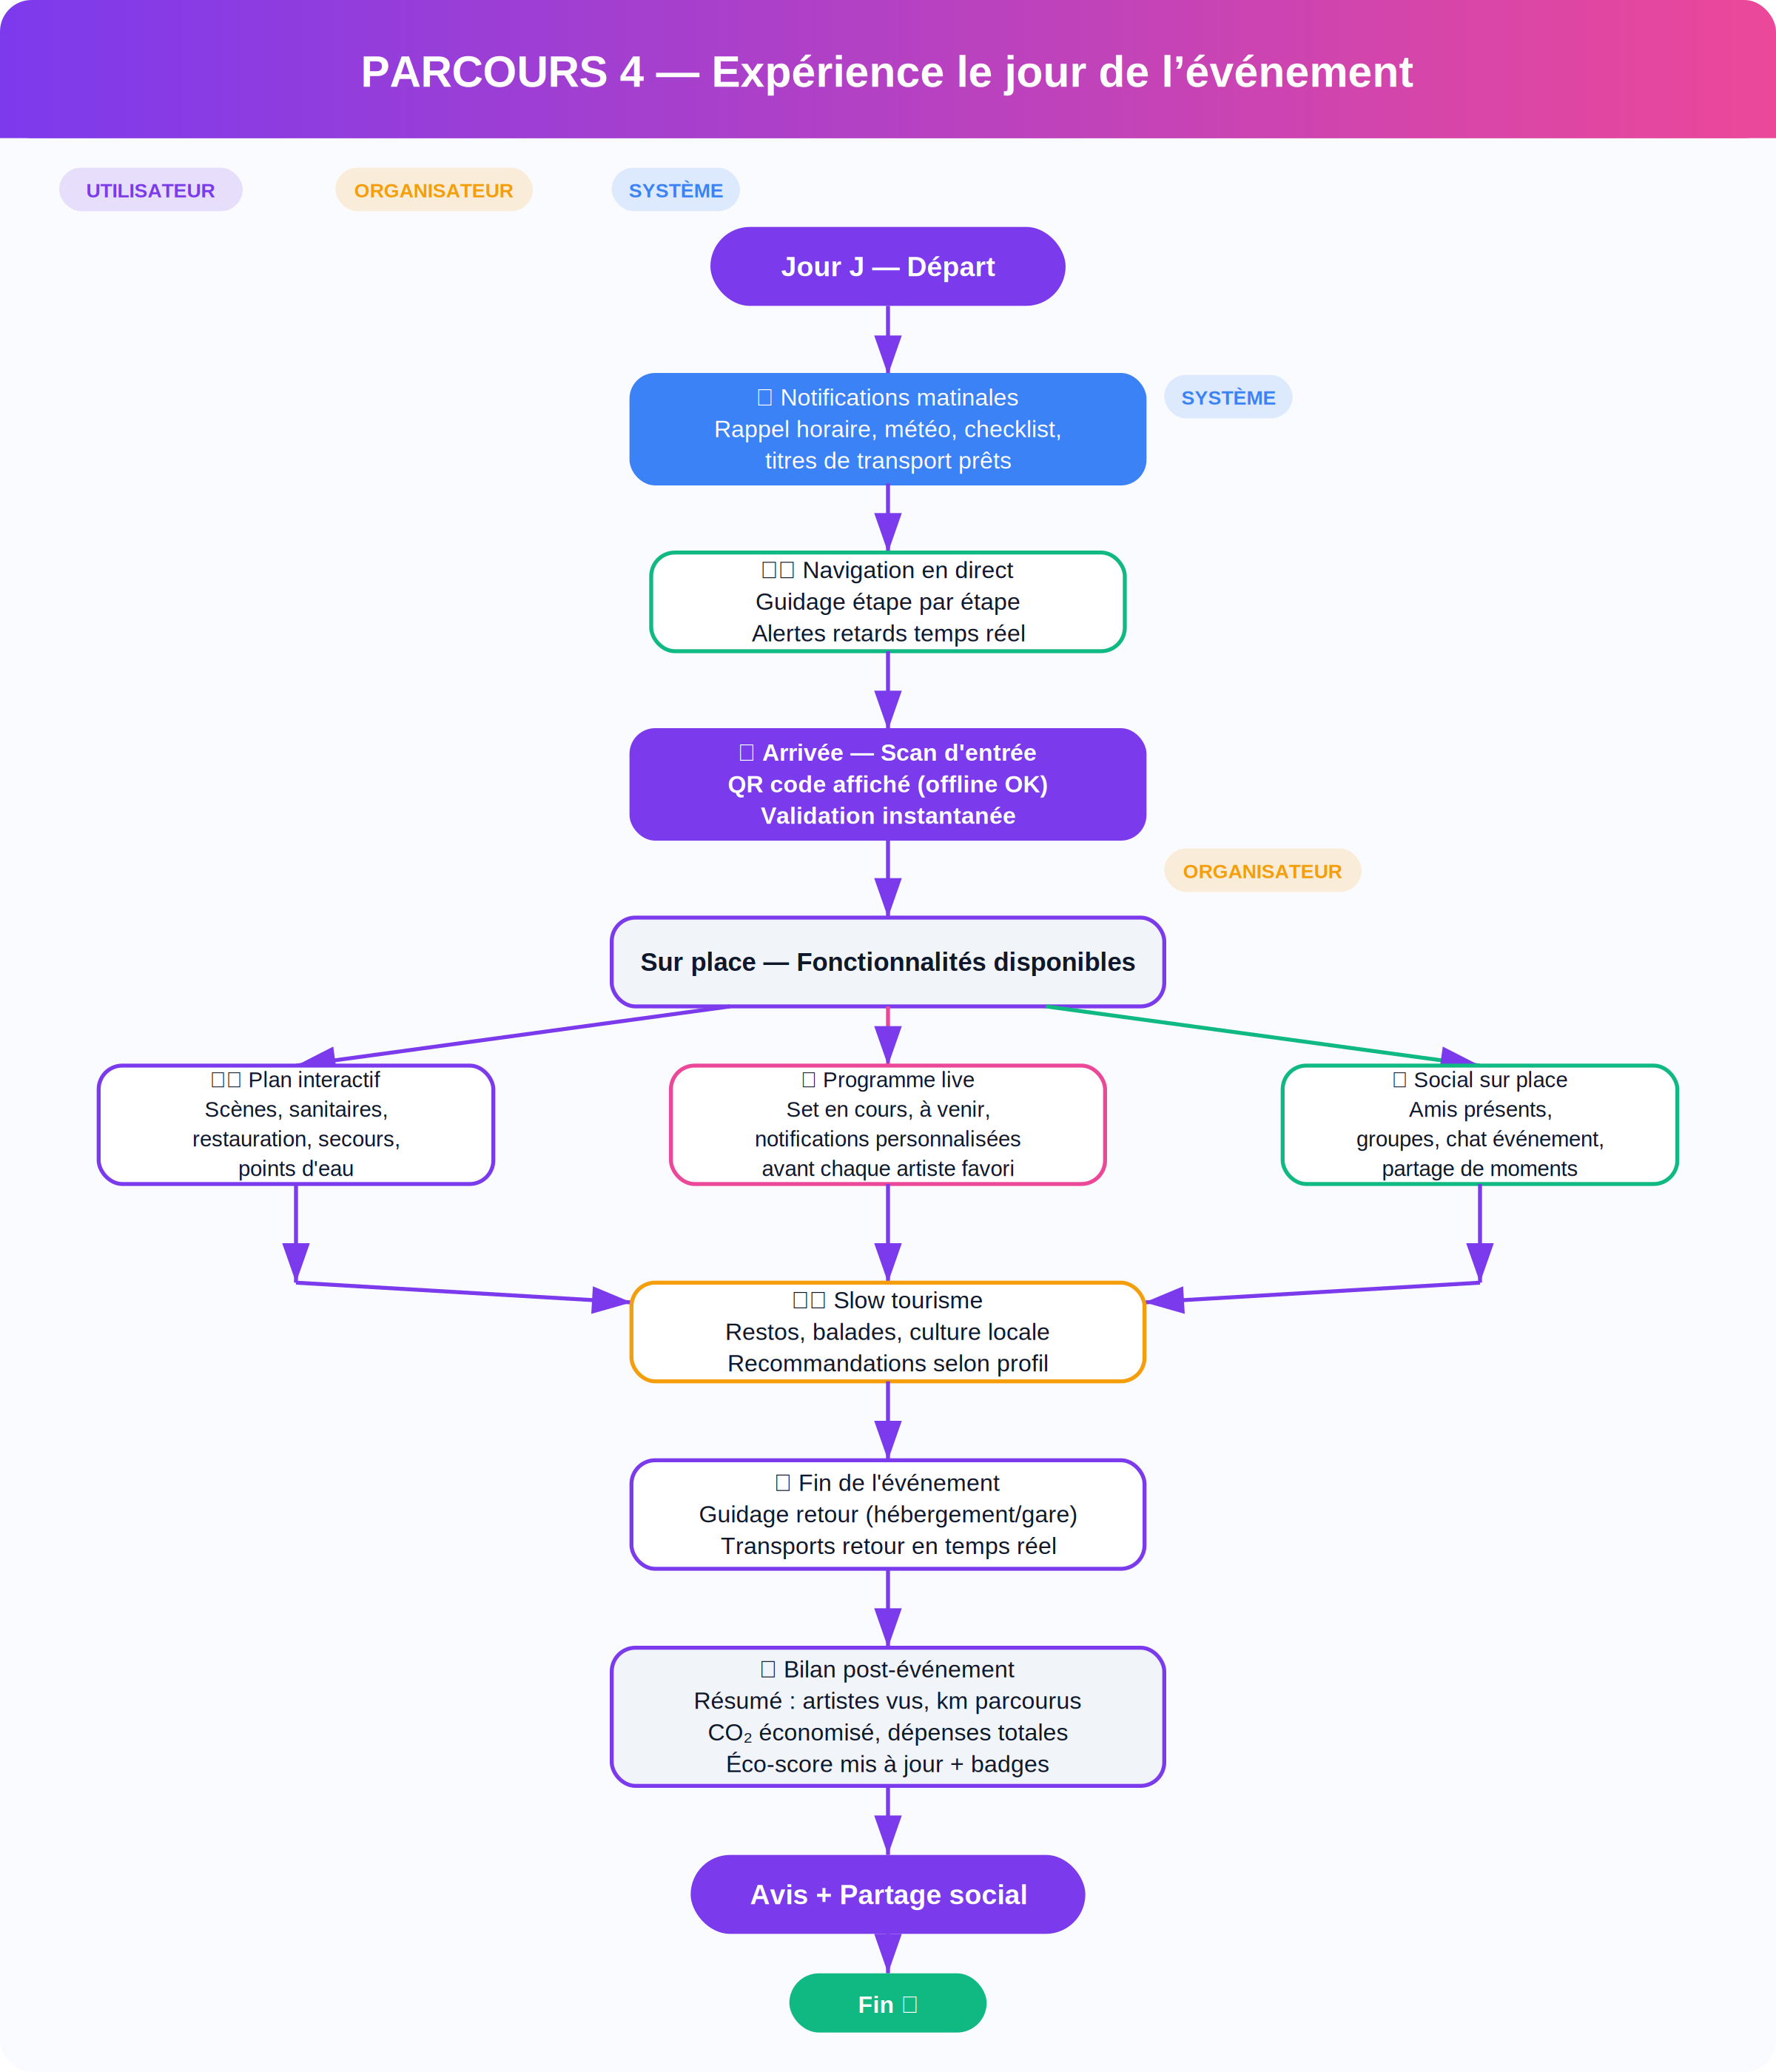 PARCOURS 4 — Expérience le jour de l’événement
UTILISATEUR
ORGANISATEUR
SYSTÈME
Jour J — Départ
Notifications matinales
Rappel horaire, météo, checklist,
titres de transport prêts
SYSTÈME
Navigation en direct
Guidage étape par étape
Alertes retards temps réel
Arrivée — Scan d'entrée
QR code affiché (offline OK)
Validation instantanée
ORGANISATEUR
Sur place — Fonctionnalités disponibles
Plan interactif
Scènes, sanitaires,
restauration, secours,
points d'eau
Programme live
Set en cours, à venir,
notifications personnalisées
avant chaque artiste favori
Social sur place
Amis présents,
groupes, chat événement,
partage de moments
Slow tourisme
Restos, balades, culture locale
Recommandations selon profil
Fin de l'événement
Guidage retour (hébergement/gare)
Transports retour en temps réel
Bilan post-événement
Résumé : artistes vus, km parcourus
CO₂ économisé, dépenses totales
Éco-score mis à jour + badges
Avis + Partage social
Fin